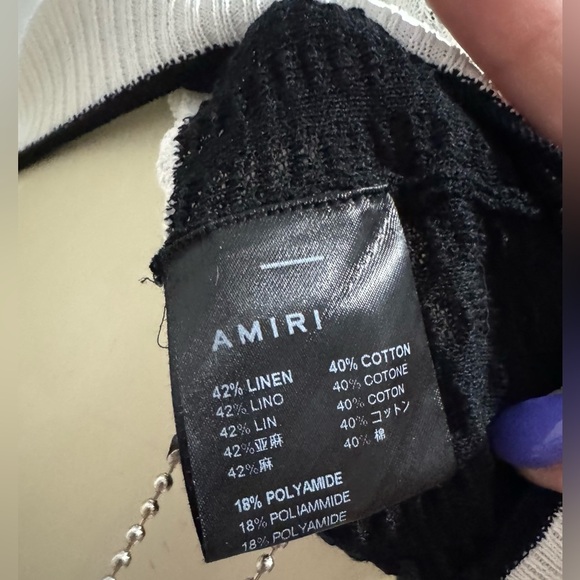 AMIRI
42% LINEN 40% COTTON
42% LINO 40% COTONE
42% LIN 40% COTON
42% 亚麻 40% コットン
42% 麻 40% 棉
18% POLYAMIDE
18% POLIAMMIDE
18% POLYAMIDE